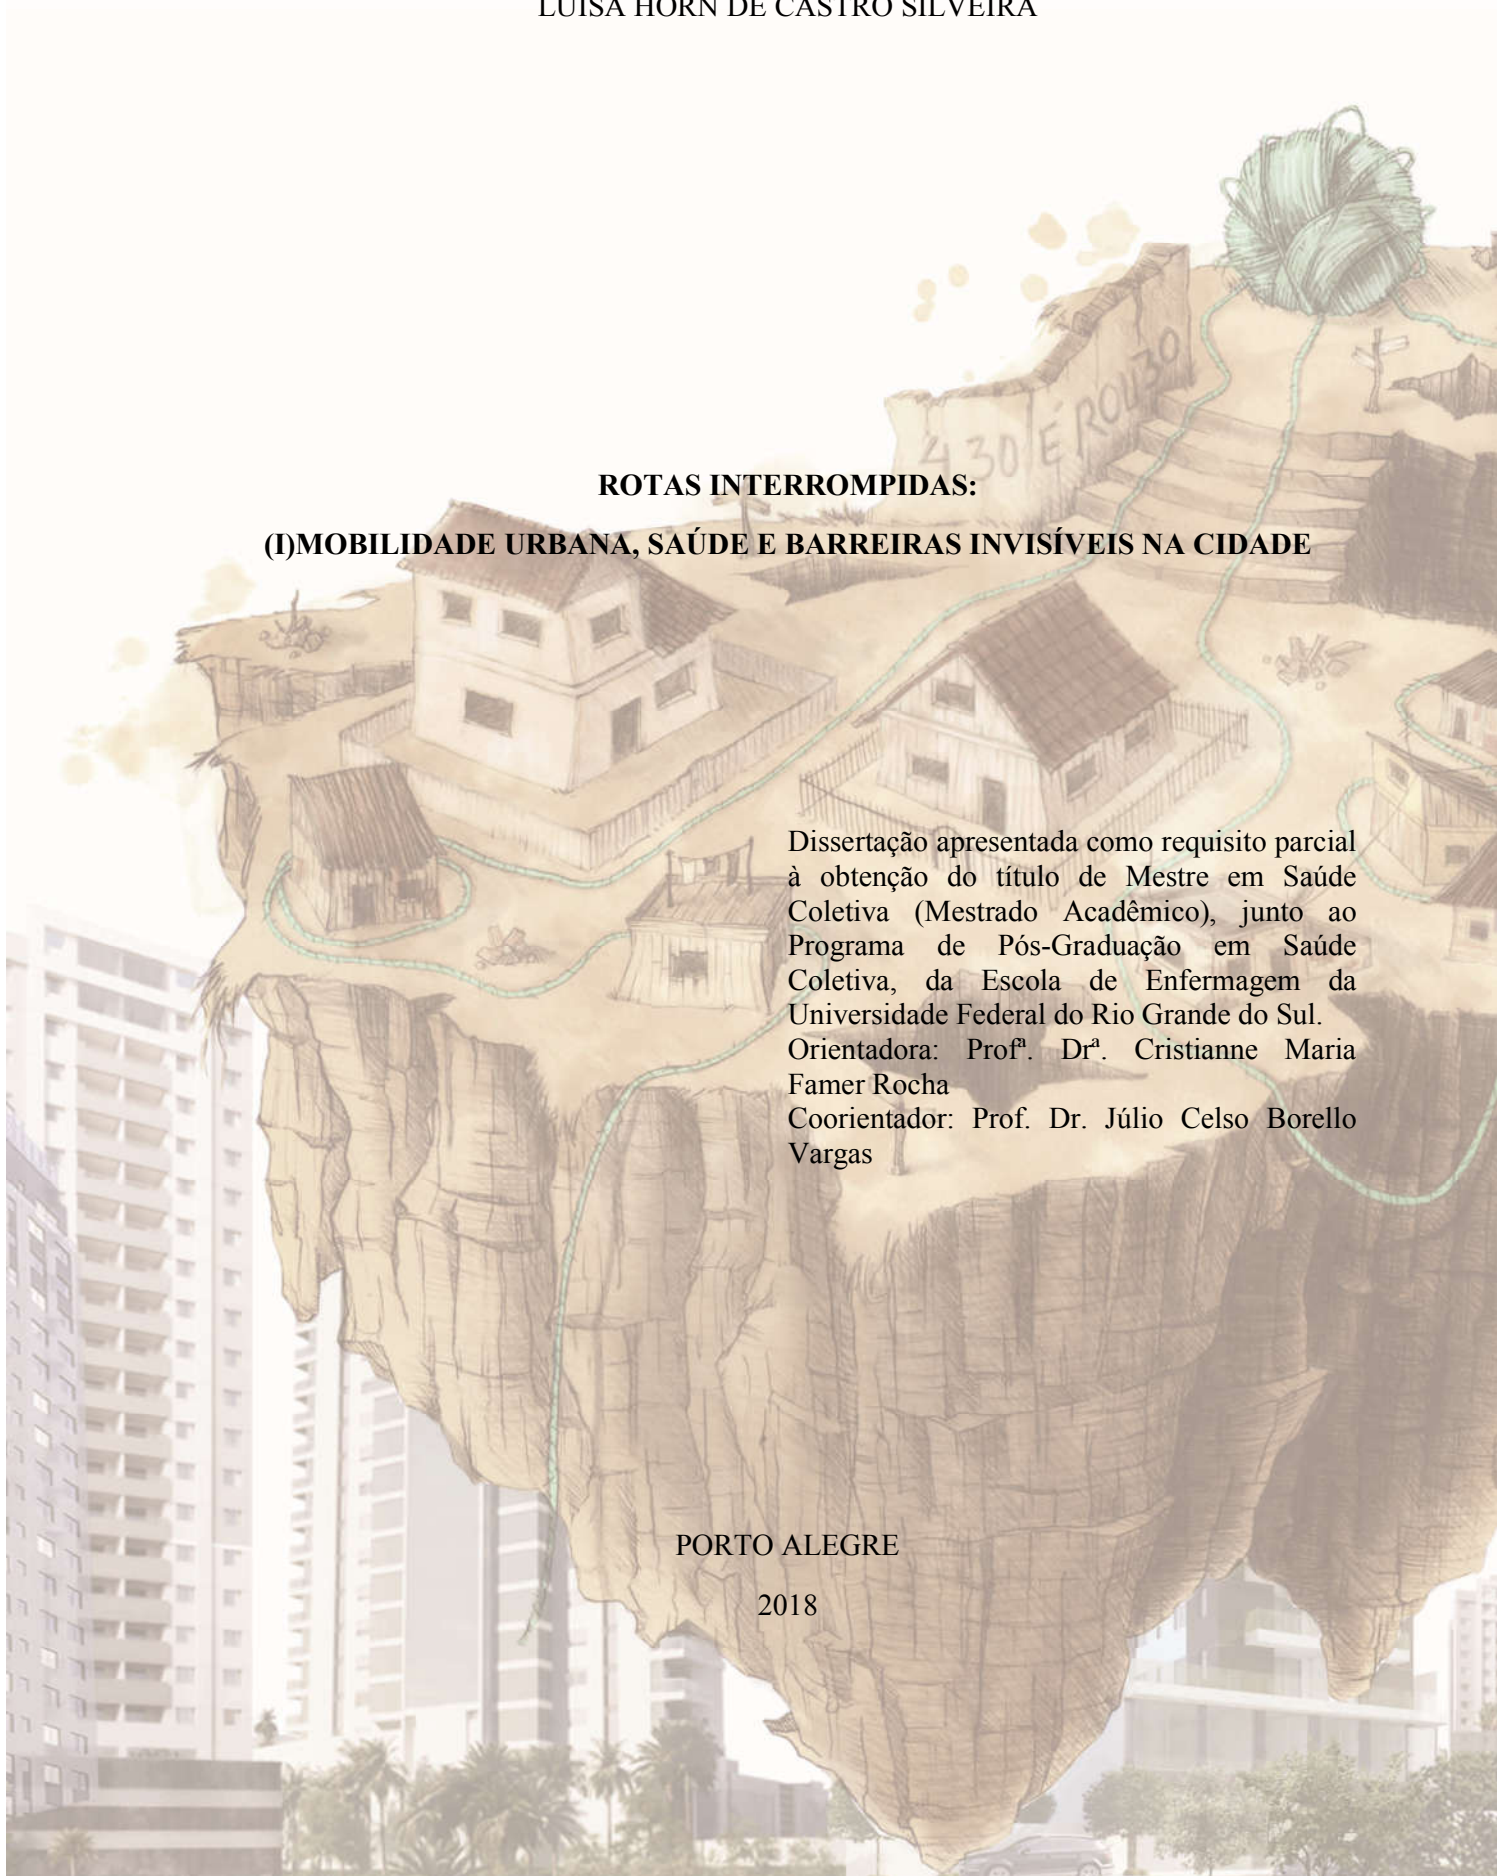 LUÍSA HORN DE CASTRO SILVEIRA
430 É ROUZO
ROTAS INTERROMPIDAS:
(I)MOBILIDADE URBANA, SAÚDE E BARREIRAS INVISÍVEIS NA CIDADE
Dissertação apresentada como requisito parcial
à obtenção do título de Mestre em Saúde
Coletiva (Mestrado Acadêmico), junto ao
Programa de Pós-Graduação em Saúde
Coletiva, da Escola de Enfermagem da
Universidade Federal do Rio Grande do Sul.
Orientadora: Profª. Drª. Cristianne Maria
Famer Rocha
Coorientador: Prof. Dr. Júlio Celso Borello
Vargas
PORTO ALEGRE
2018